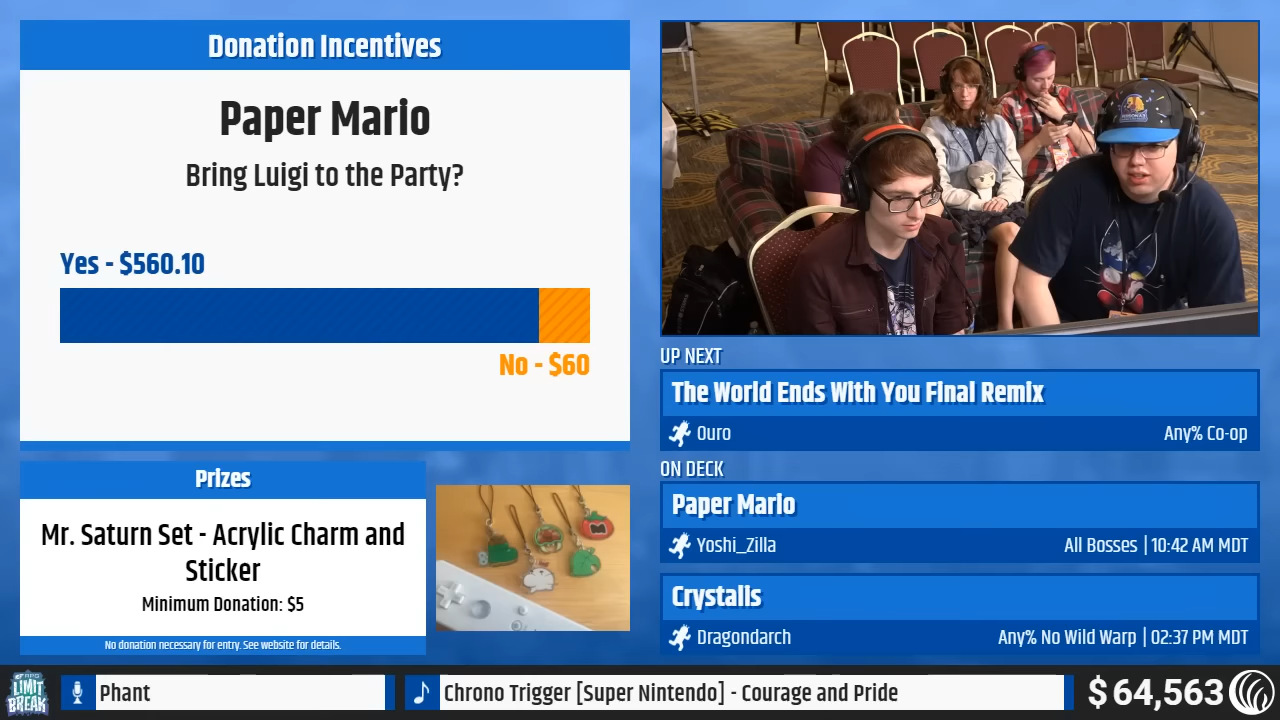 Donation Incentives
Paper Mario
Bring Luigi to the Party?
Yes - $560.10
No - $60
Prizes
Mr. Saturn Set - Acrylic Charm and
Sticker
Minimum Donation: $5
No donation necessary for entry. See website for details.
UP NEXT
The World Ends With You Final Remix
Ouro
Any% Co-op
ON DECK
Paper Mario
Yoshi_Zilla
All Bosses | 10:42 AM MDT
Crystalis
Dragondarch
Any% No Wild Warp | 02:37 PM MDT
RPG
LIMIT
BREAK
Phant
Chrono Trigger [Super Nintendo] - Courage and Pride
$ 64,563